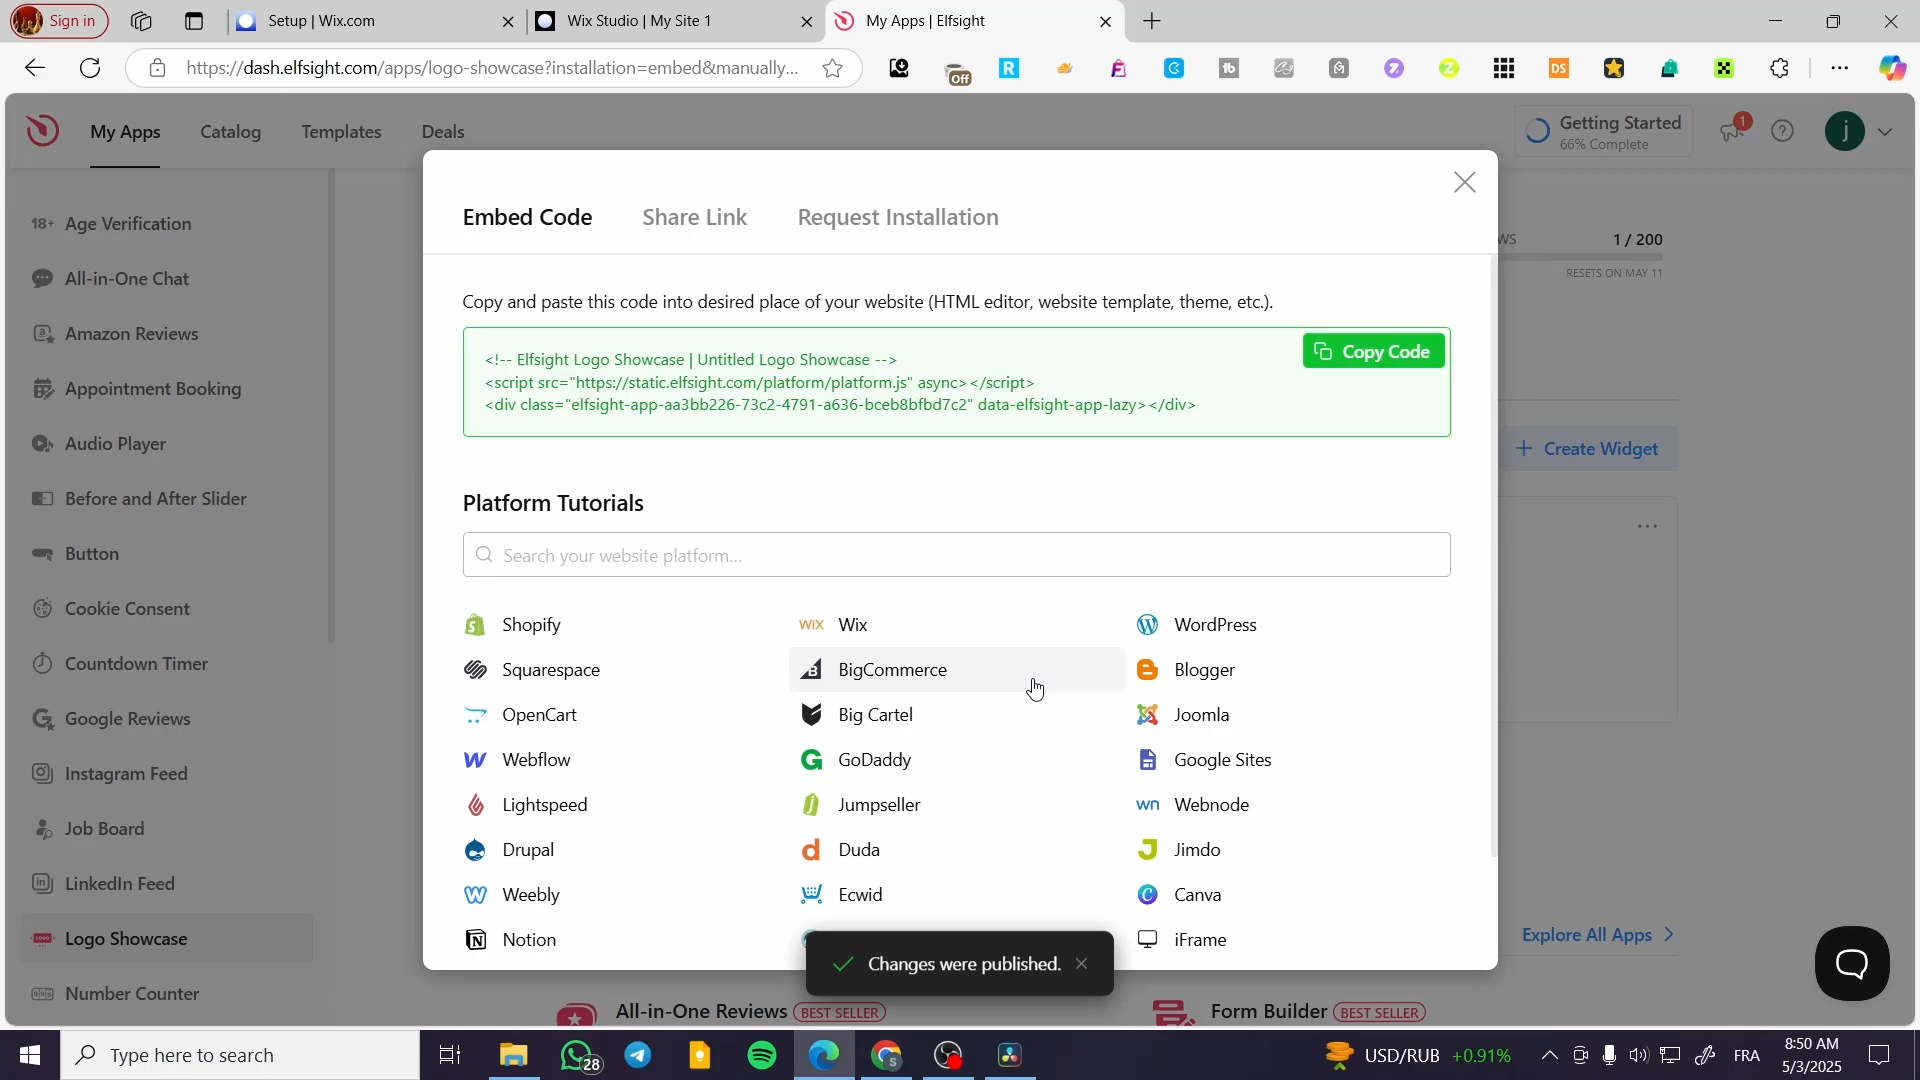 Sign in
Setup | Wix.com
Wix Studio | My Site 1
My Apps | Elfsight
https://dash.elfsight.com/apps/logo-showcase?installation=embed&manually...
Off
My Apps
Catalog
Templates
Deals
Getting Started
66% Complete
1
j
18+ Age Verification
All-in-One Chat
Amazon Reviews
Appointment Booking
Audio Player
Before and After Slider
Button
Cookie Consent
Countdown Timer
Google Reviews
Instagram Feed
Job Board
LinkedIn Feed
Logo Showcase
Number Counter
Embed Code
Share Link
Request Installation
1 / 200
RESETS ON MAY 11
Copy and paste this code into desired place of your website (HTML editor, website template, theme, etc.).
Copy Code
<!-- Elfsight Logo Showcase | Untitled Logo Showcase -->
<script src="https://static.elfsight.com/platform/platform.js" async></script>
<div class="elfsight-app-aa3bb226-73c2-4791-a636-bceb8bfbd7c2" data-elfsight-app-lazy></div>
Create Widget
Platform Tutorials
Search your website platform...
Shopify
WIX Wix
WordPress
Squarespace
BigCommerce
Blogger
OpenCart
Big Cartel
Joomla
Webflow
GoDaddy
Google Sites
Lightspeed
Jumpseller
wn Webnode
Drupal
Duda
Jimdo
Weebly
Ecwid
Canva
Notion
iFrame
Changes were published.
Explore All Apps
All-in-One Reviews BEST SELLER
Form Builder BEST SELLER
Type here to search
28
USD/RUB +0.91%
FRA
8:50 AM
5/3/2025